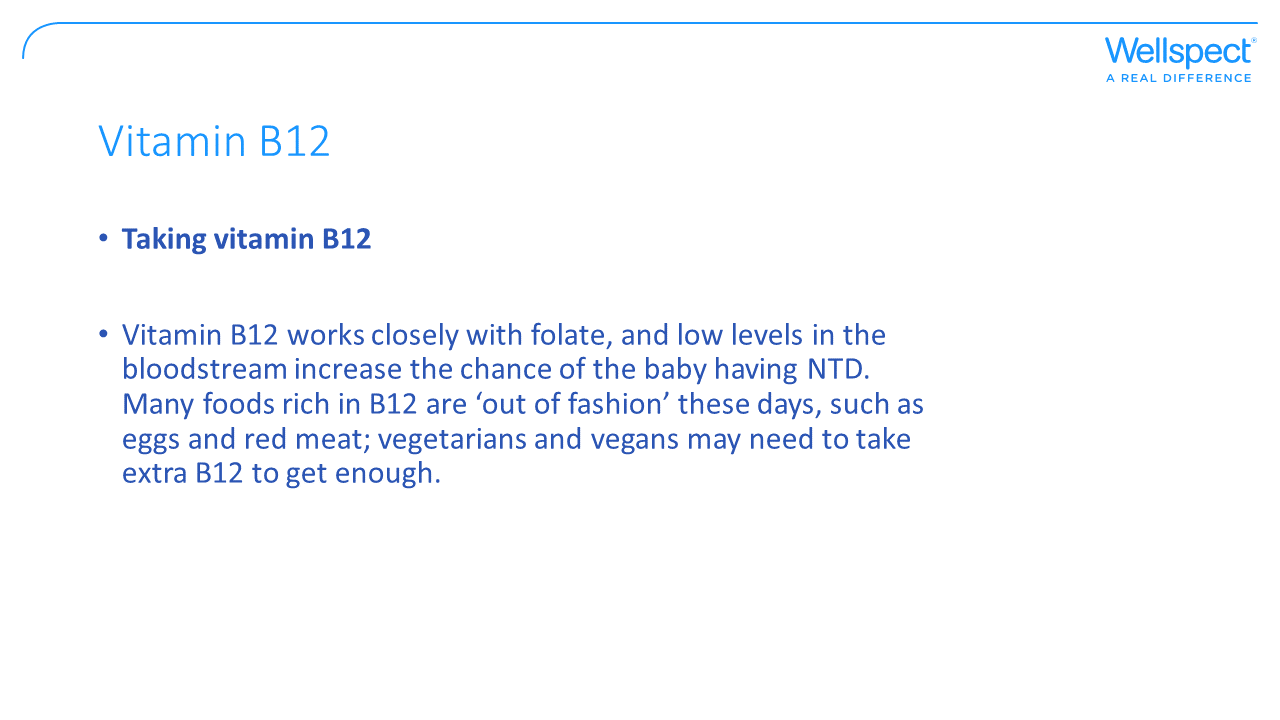 Wellspect®
A REAL DIFFERENCE
Vitamin B12
• Taking vitamin B12
• Vitamin B12 works closely with folate, and low levels in the
bloodstream increase the chance of the baby having NTD.
Many foods rich in B12 are ‘out of fashion’ these days, such as
eggs and red meat; vegetarians and vegans may need to take
extra B12 to get enough.